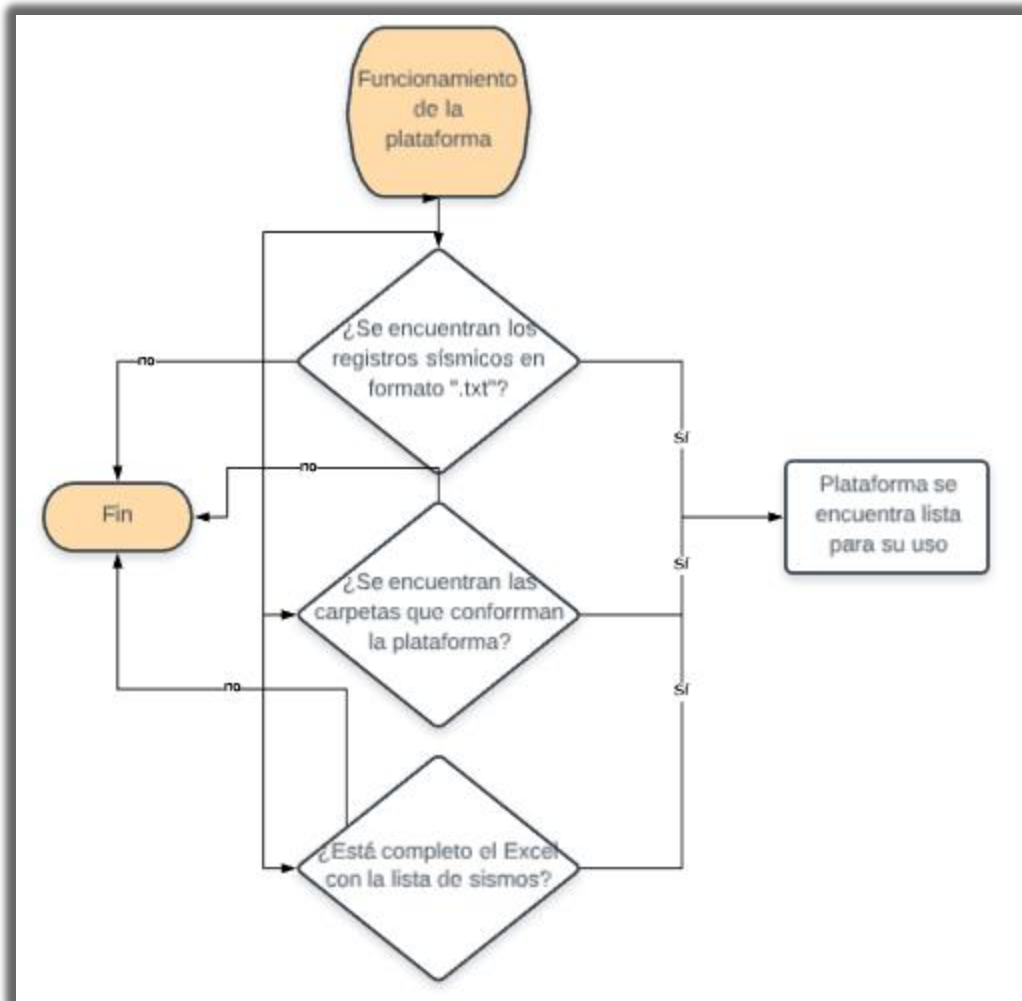 Funcionamiento
de la
plataforma
¿Se encuentran los
registros sísmicos en
formato ".txt"?
no
sí
no
Fin
Plataforma se
encuentra lista
para su uso
sí
¿Se encuentran las
carpetas que conforrman
la plataforma?
no
sí
¿Está completo el Excel
con la lista de sismos?